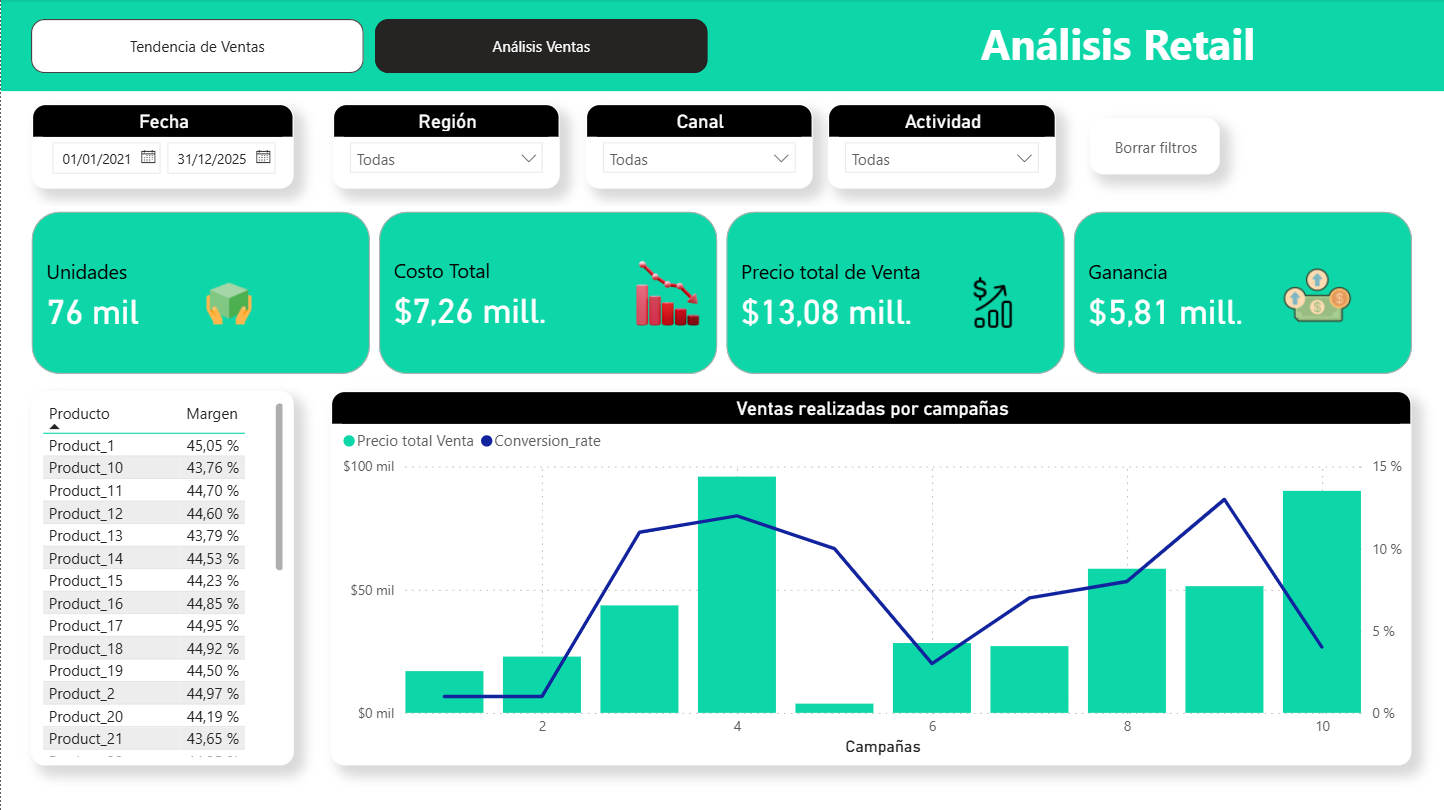 Tendencia de Ventas
Análisis Ventas
Análisis Retail
Fecha
01/01/2021
31/12/2025
Región
Todas
Canal
Todas
Actividad
Todas
Borrar filtros
Unidades
76 mil
Costo Total
$7,26 mill.
Precio total de Venta
$13,08 mill.
Ganancia
$5,81 mill.
Producto Margen
Product_1 45,05 %
Product_10 43,76 %
Product_11 44,70 %
Product_12 44,60 %
Product_13 43,79 %
Product_14 44,53 %
Product_15 44,23 %
Product_16 44,85 %
Product_17 44,95 %
Product_18 44,92 %
Product_19 44,50 %
Product_2 44,97 %
Product_20 44,19 %
Product_21 43,65 %
Ventas realizadas por campañas
Precio total Venta Conversion_rate
$100 mil
$50 mil
$0 mil
15 %
10 %
5 %
0 %
2 4 6 8 10
Campañas